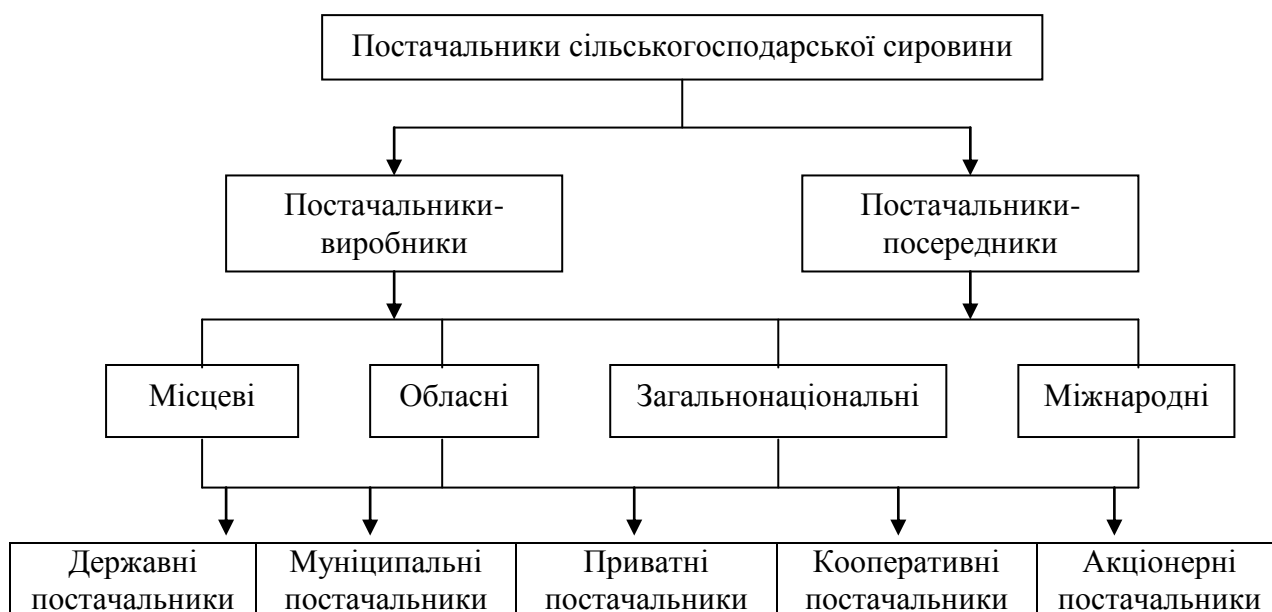 Постачальники сільськогосподарської сировини
Постачальники-
виробники
Постачальники-
посередники
Місцеві
Обласні
Загальнонаціональні
Міжнародні
Державні
постачальники
Муніципальні
постачальники
Приватні
постачальники
Кооперативні
постачальники
Акціонерні
постачальники